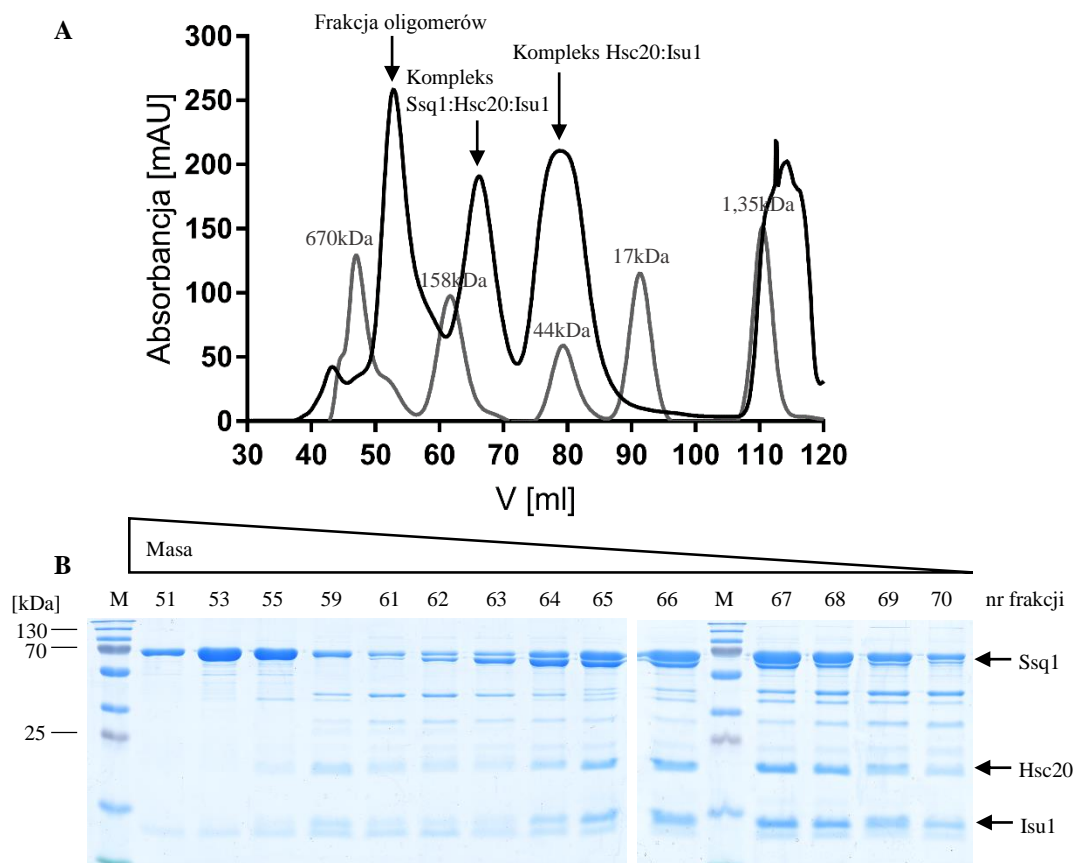 A
Frakcja oligomerów
Kompleks Hsc20:Isu1
Kompleks
Ssq1:Hsc20:Isu1
Absorbancja [mAU]
300
250
200
150
100
50
0
670kDa
158kDa
44kDa
17kDa
1,35kDa
30 40 50 60 70 80 90 100 110 120
V [ml]
B
Masa
[kDa] M 51 53 55 59 61 62 63 64 65 66 M 67 68 69 70 nr frakcji
130
70
25
Ssq1
Hsc20
Isu1